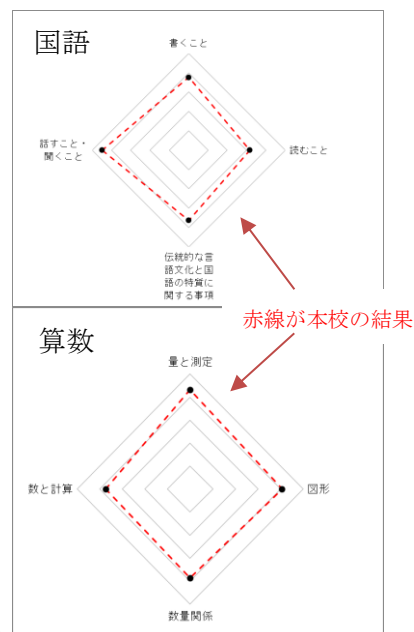 国語
書くこと
話すこと・
聞くこと
読むこと
伝統的な言
語文化と国
語の特質に
関する事項
赤線が本校の結果
算数
量と測定
数と計算
図形
数量関係